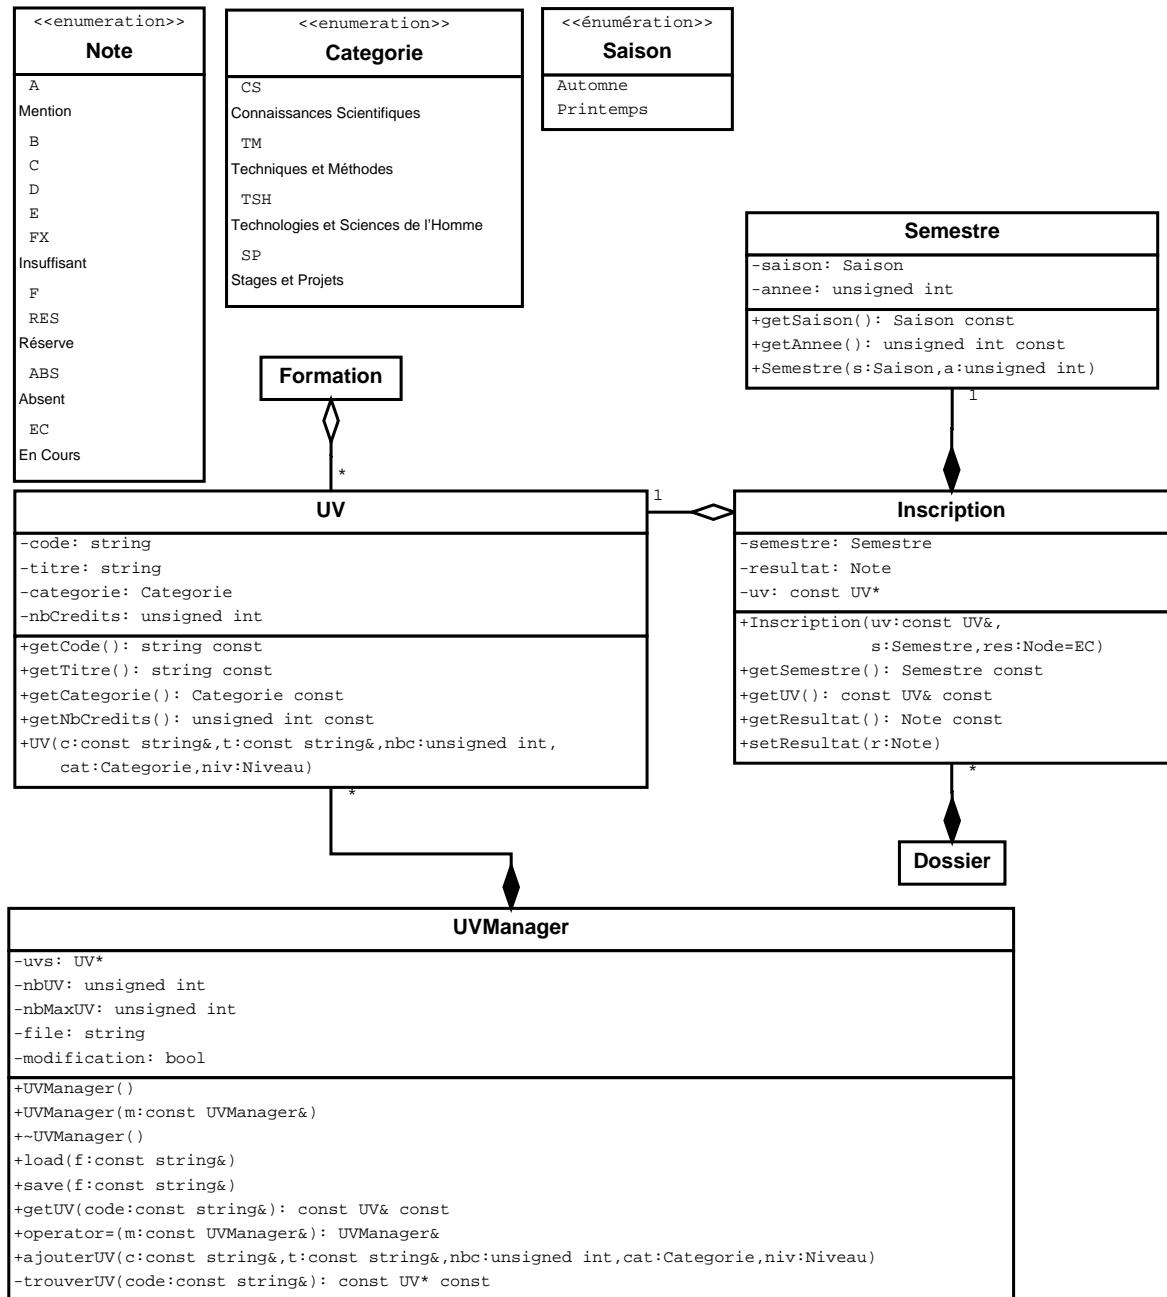 <<enumeration>>
Note
A
Mention
B
C
D
E
FX
Insuffisant
F
RES
Réserve
ABS
Absent
EC
En Cours
<<enumeration>>
Categorie
CS
Connaissances Scientifiques
TM
Techniques et Méthodes
TSH
Technologies et Sciences de l'Homme
SP
Stages et Projets
<<énumération>>
Saison
Automne
Printemps
Semestre
-saison: Saison
-annee: unsigned int
+getSaison(): Saison const
+getAnnee(): unsigned int const
+Semestre(s:Saison,a:unsigned int)
1
Formation
*
UV
-code: string
-titre: string
-categorie: Categorie
-nbCredits: unsigned int
+getCode(): string const
+getTitre(): string const
+getCategorie(): Categorie const
+getNbCredits(): unsigned int const
+UV(c:const string&,t:const string&,nbc:unsigned int,
cat:Categorie,niv:Niveau)
*
1
Inscription
-semestre: Semestre
-resultat: Note
-uv: const UV*
+Inscription(uv:const UV&,
s:Semestre,res:Node=EC)
+getSemestre(): Semestre const
+getUV(): const UV& const
+getResultat(): Note const
+setResultat(r:Note)
*
Dossier
UVManager
-uvs: UV*
-nbUV: unsigned int
-nbMaxUV: unsigned int
-file: string
-modification: bool
+UVManager()
+UVManager(m:const UVManager&)
+~UVManager()
+load(f:const string&)
+save(f:const string&)
+getUV(code:const string&): const UV& const
+operator=(m:const UVManager&): UVManager&
+ajouterUV(c:const string&,t:const string&,nbc:unsigned int,cat:Categorie,niv:Niveau)
-trouverUV(code:const string&): const UV* const